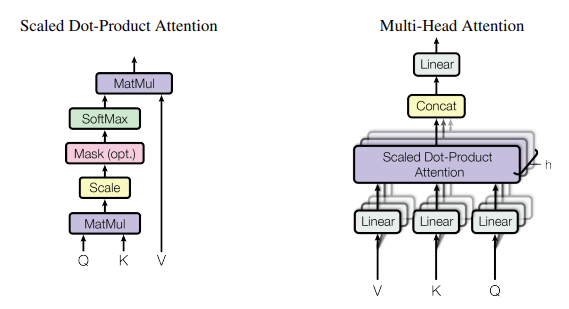 Scaled Dot-Product Attention
MatMul
SoftMax
Mask (opt.)
Scale
MatMul
Q K V
Multi-Head Attention
Linear
Concat
Scaled Dot-Product
Attention
h
Linear Linear Linear
V K Q